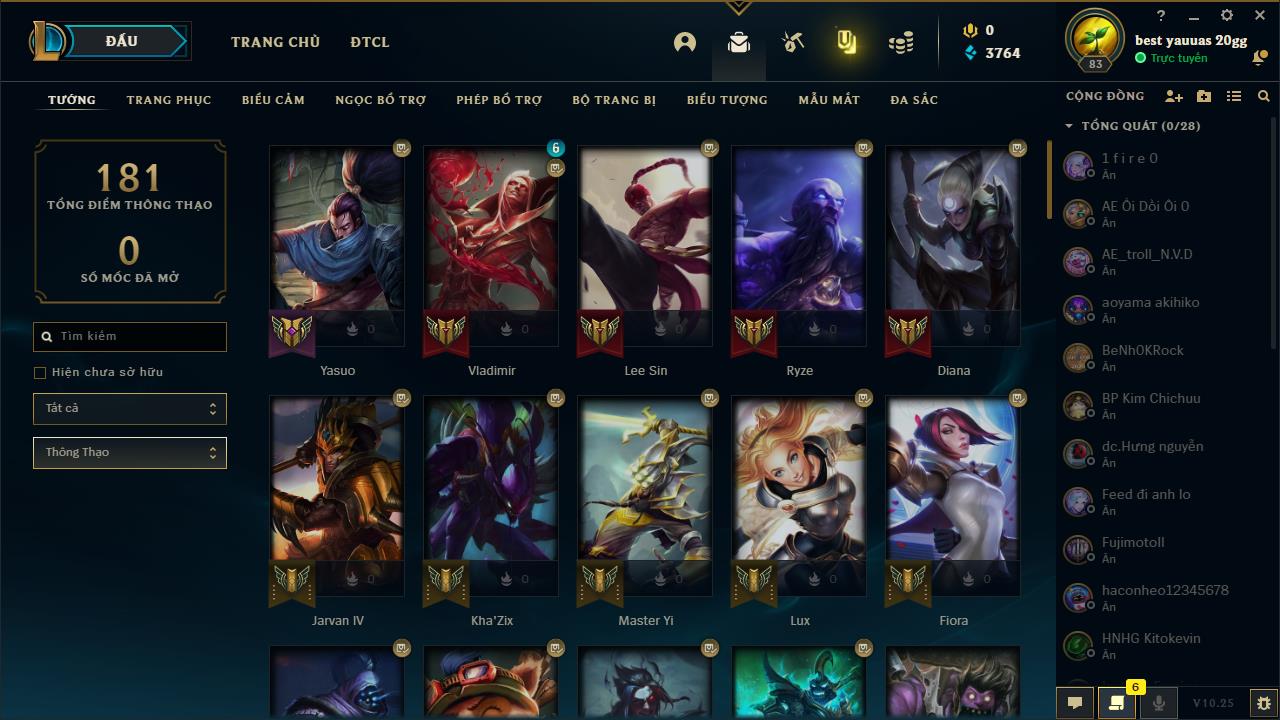 ĐẤU
TRANG CHỦ
ĐTCL
0
3764
83
?
best yauuas 20gg
Trực tuyến
TƯỚNG
TRANG PHỤC
BIỂU CẢM
NGỌC BỔ TRỢ
PHÉP BỔ TRỢ
BỘ TRANG BỊ
BIỂU TƯỢNG
MẪU MẮT
ĐA SẮC
181
TỔNG ĐIỂM THÔNG THẠO
0
SỐ MỐC ĐÃ MỞ
Tìm kiếm
Hiện chưa sở hữu
Tất cả
Thông Thạo
6
0
0
0
0
0
Yasuo
Vladimir
Lee Sin
Ryze
Diana
0
0
0
0
0
Jarvan IV
Kha'Zix
Master Yi
Lux
Fiora
CỘNG ĐỒNG
TỔNG QUÁT (0/28)
1 f i r e 0
Ẩn
AE Ôi Dồi Ôi 0
Ẩn
AE_troll_N.V.D
Ẩn
aoyama akihiko
Ẩn
BeNh0KRock
Ẩn
BP Kim Chichuu
Ẩn
dc.Hưng nguyễn
Ẩn
Feed đi anh lo
Ẩn
Fujimotoll
Ẩn
haconheo12345678
Ẩn
HNHG Kitokevin
Ẩn
6
V10.25